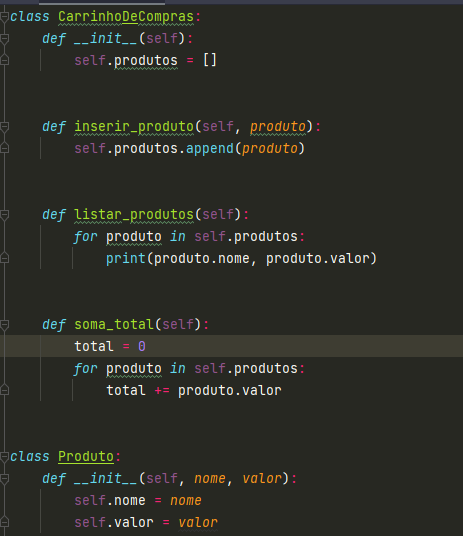 class CarrinhoDeCompras:
    def __init__(self):
        self.produtos = []
    def inserir_produto(self, produto):
        self.produtos.append(produto)
    def listar_produtos(self):
        for produto in self.produtos:
            print(produto.nome, produto.valor)
    def soma_total(self):
        total = 0
        for produto in self.produtos:
            total += produto.valor
class Produto:
    def __init__(self, nome, valor):
        self.nome = nome
        self.valor = valor